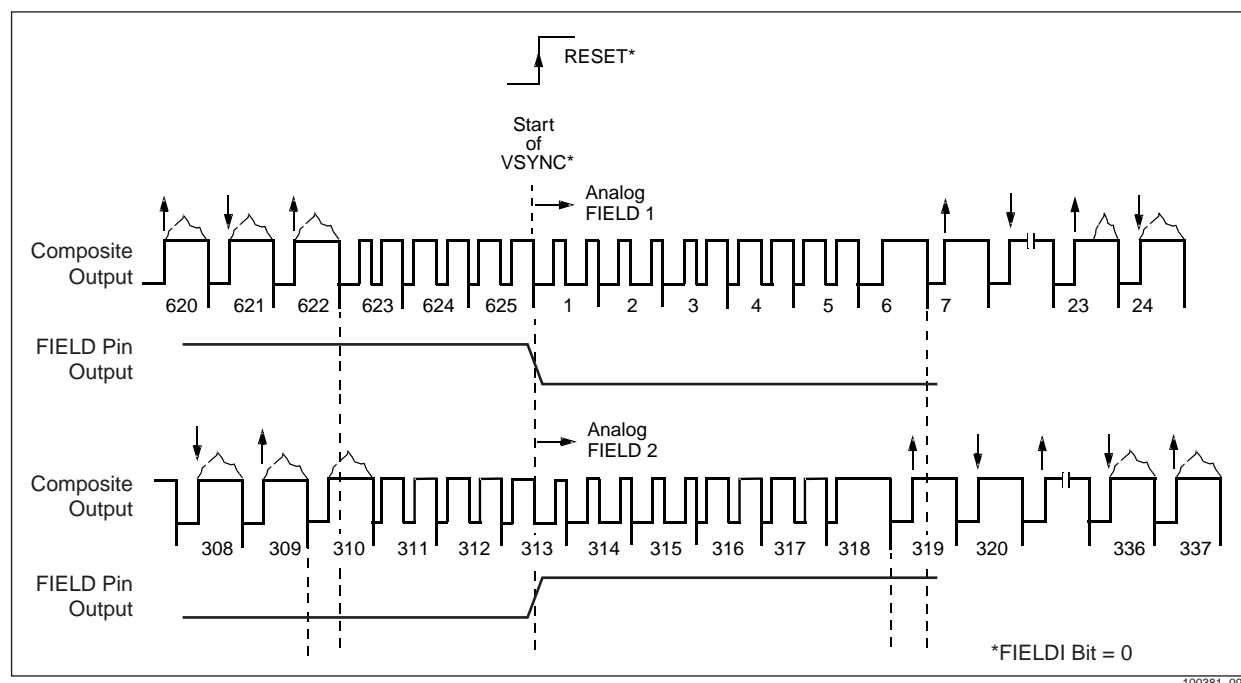 RESET*
Start
of
VSYNC*
Analog
FIELD 1
Composite
Output
620 621 622 623 624 625 1 2 3 4 5 6 7 23 24
FIELD Pin
Output
Analog
FIELD 2
Composite
Output
308 309 310 311 312 313 314 315 316 317 318 319 320 336 337
FIELD Pin
Output
*FIELDI Bit = 0